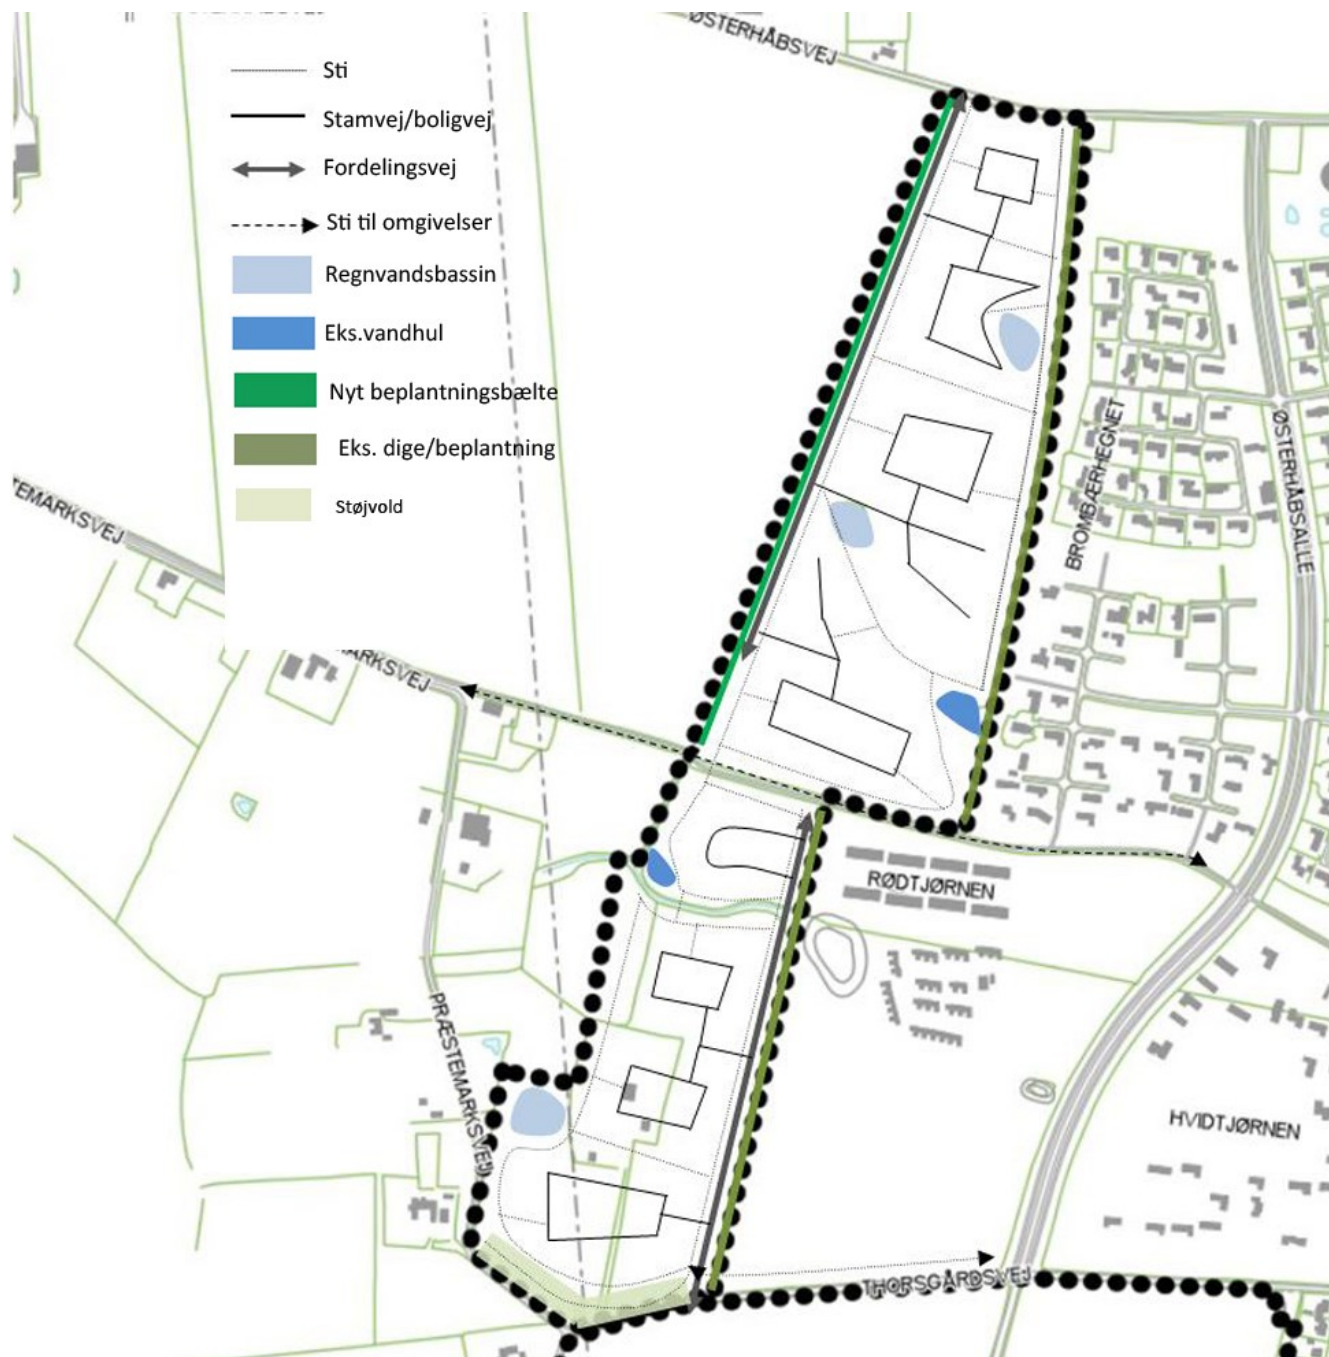 ØSTERHÅBSVEJ
Sti
Stamvej/boligvej
Fordelingsvej
Sti til omgivelser
Regnvandsbassin
Eks.vandhul
Nyt beplantningsbælte
Eks. dige/beplantning
Støjvold
TEMARKSVEJ
ARKSVEJ
BROMBÆRHEGNET
ØSTERHÅBSALLE
RØDTJØRNEN
PRÆSTEMARKSVEJ
HVIDTJØRNEN
THORSGÅRDSVEJ